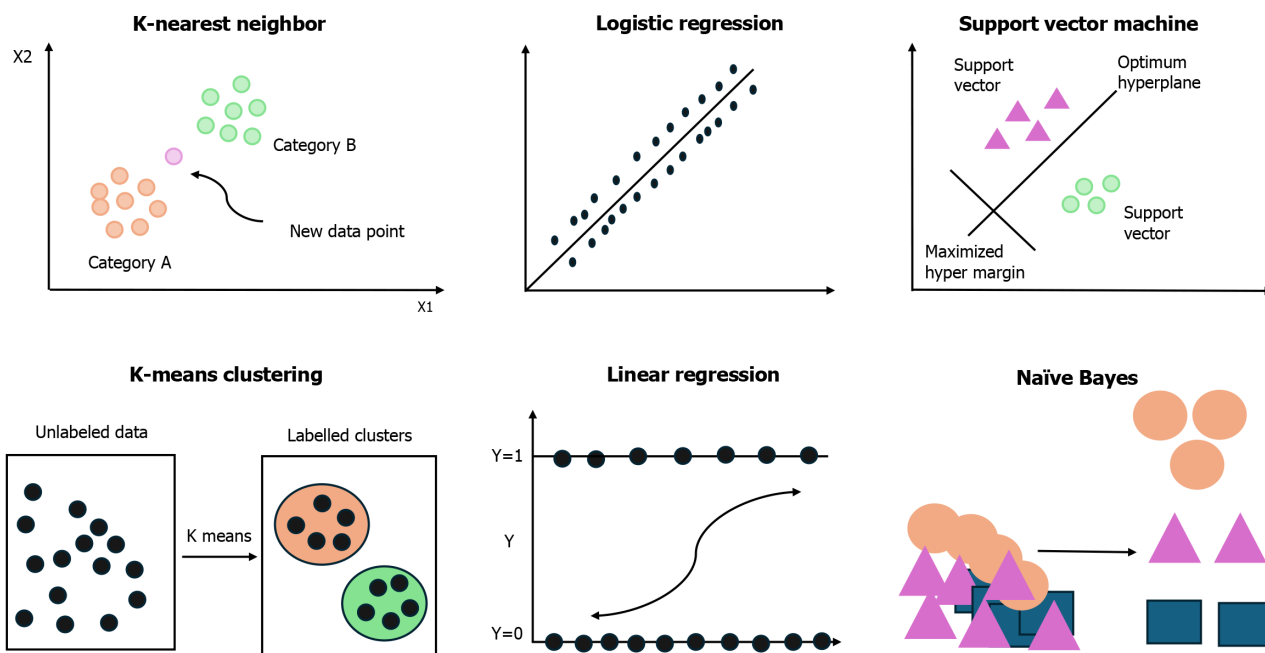 K-nearest neighbor
X2
Category B
New data point
Category A
X1
Logistic regression
Support vector machine
Support
vector
Optimum
hyperplane
Support
vector
Maximized
hyper margin
K-means clustering
Unlabeled data
K means
Labelled clusters
Linear regression
Y=1
Y
Y=0
Naïve Bayes